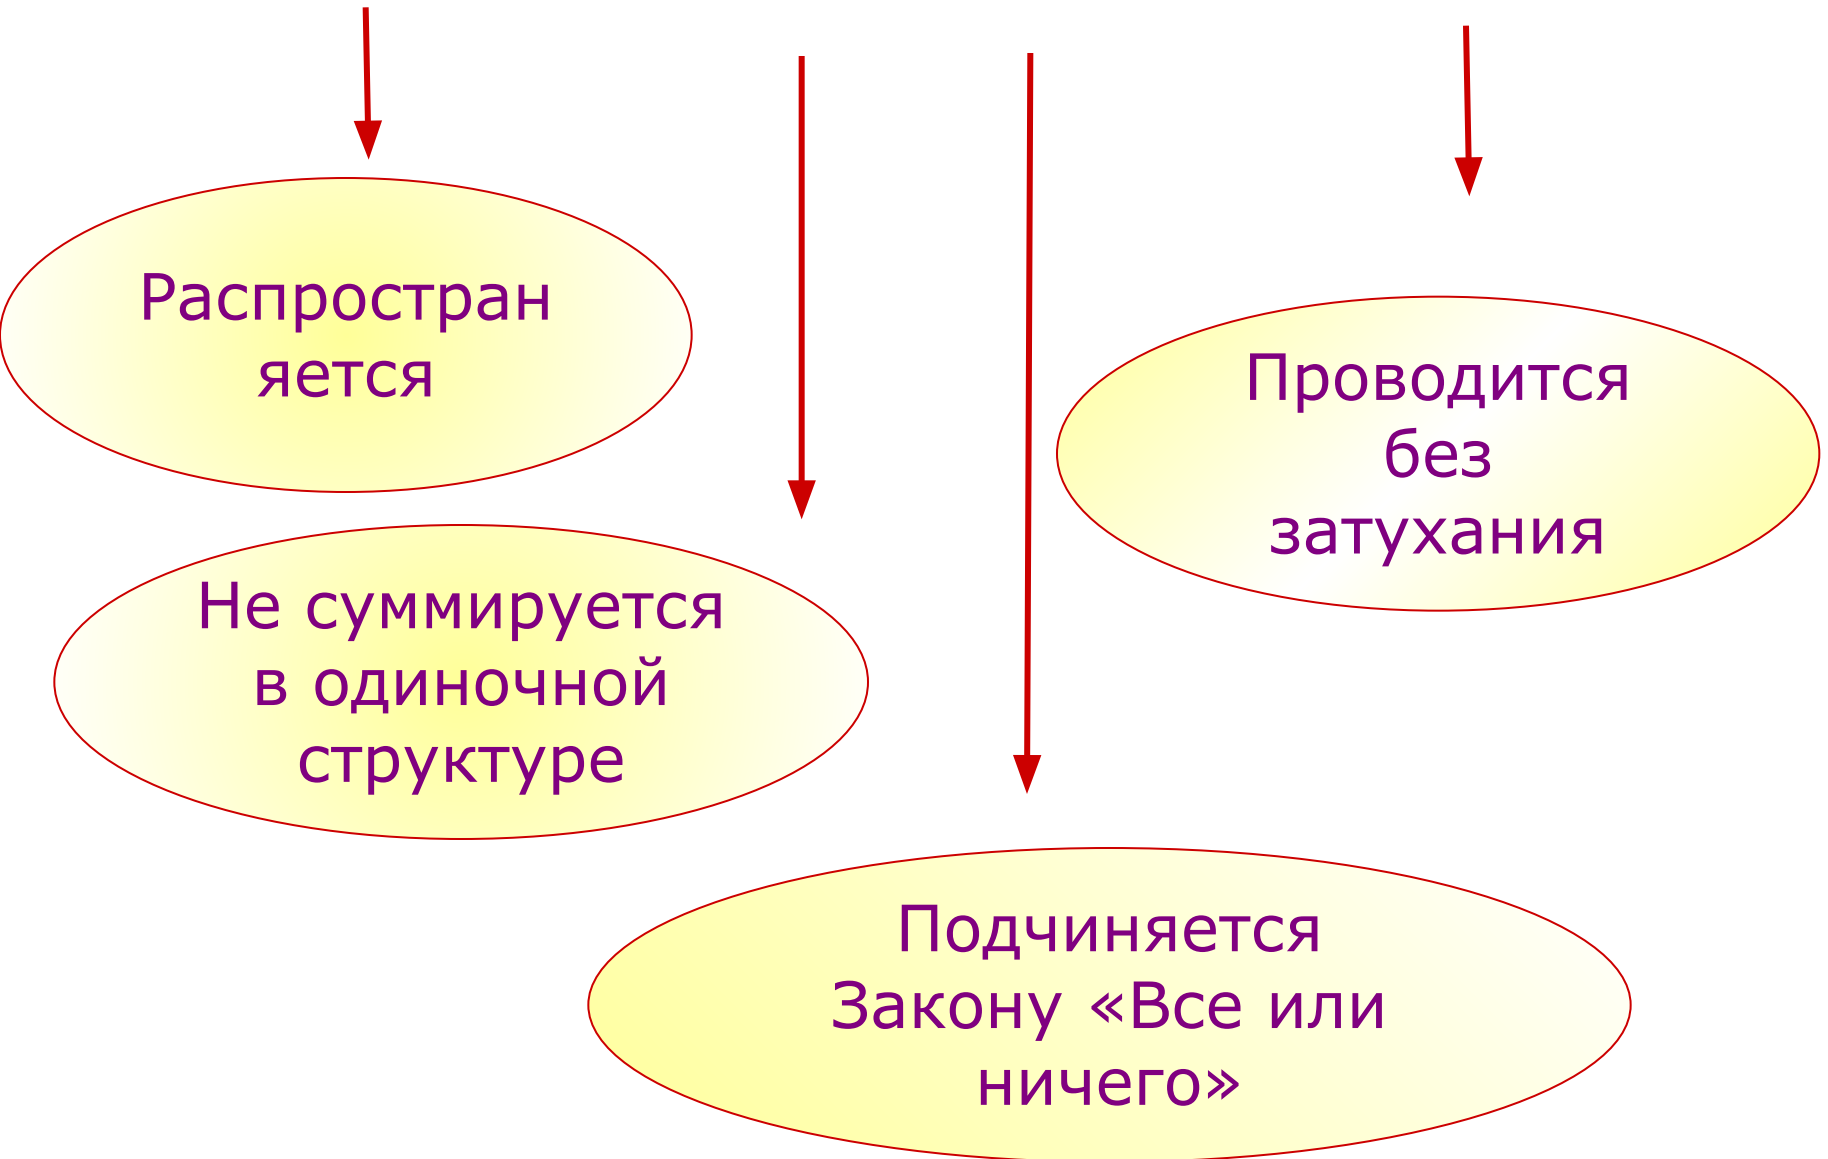 Распростран
яется
Проводится
без
затухания
Не суммируется
в одиночной
структуре
Подчиняется
Закону «Все или
ничего»